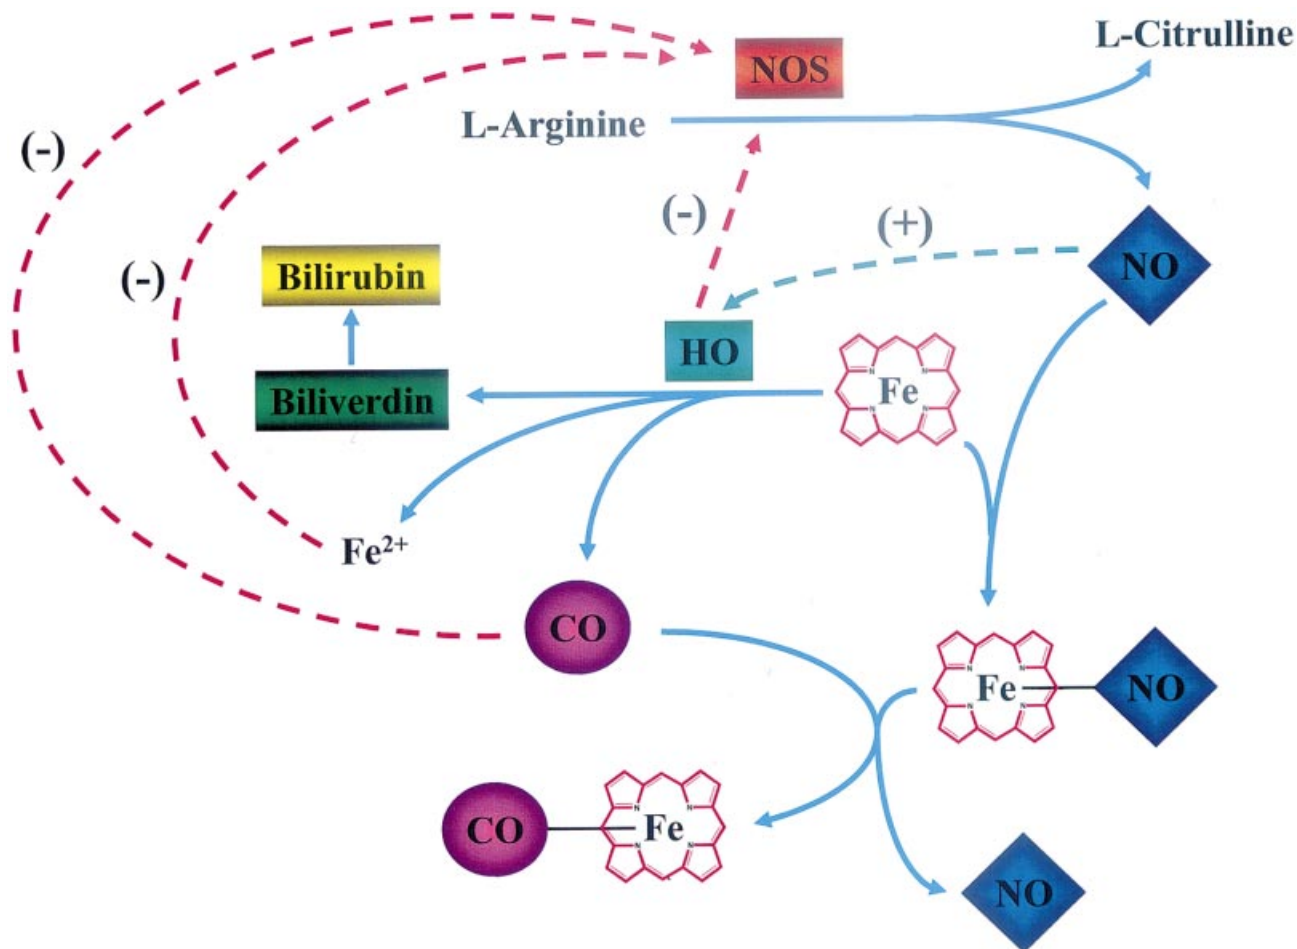 L-Citrulline
NOS
L-Arginine
(-)
(-)
(+)
(-)
NO
Bilirubin
HO
Fe
N
N
N
N
Biliverdin
Fe²⁺
CO
Fe
N
N
N
N
NO
CO
Fe
N
N
N
N
NO